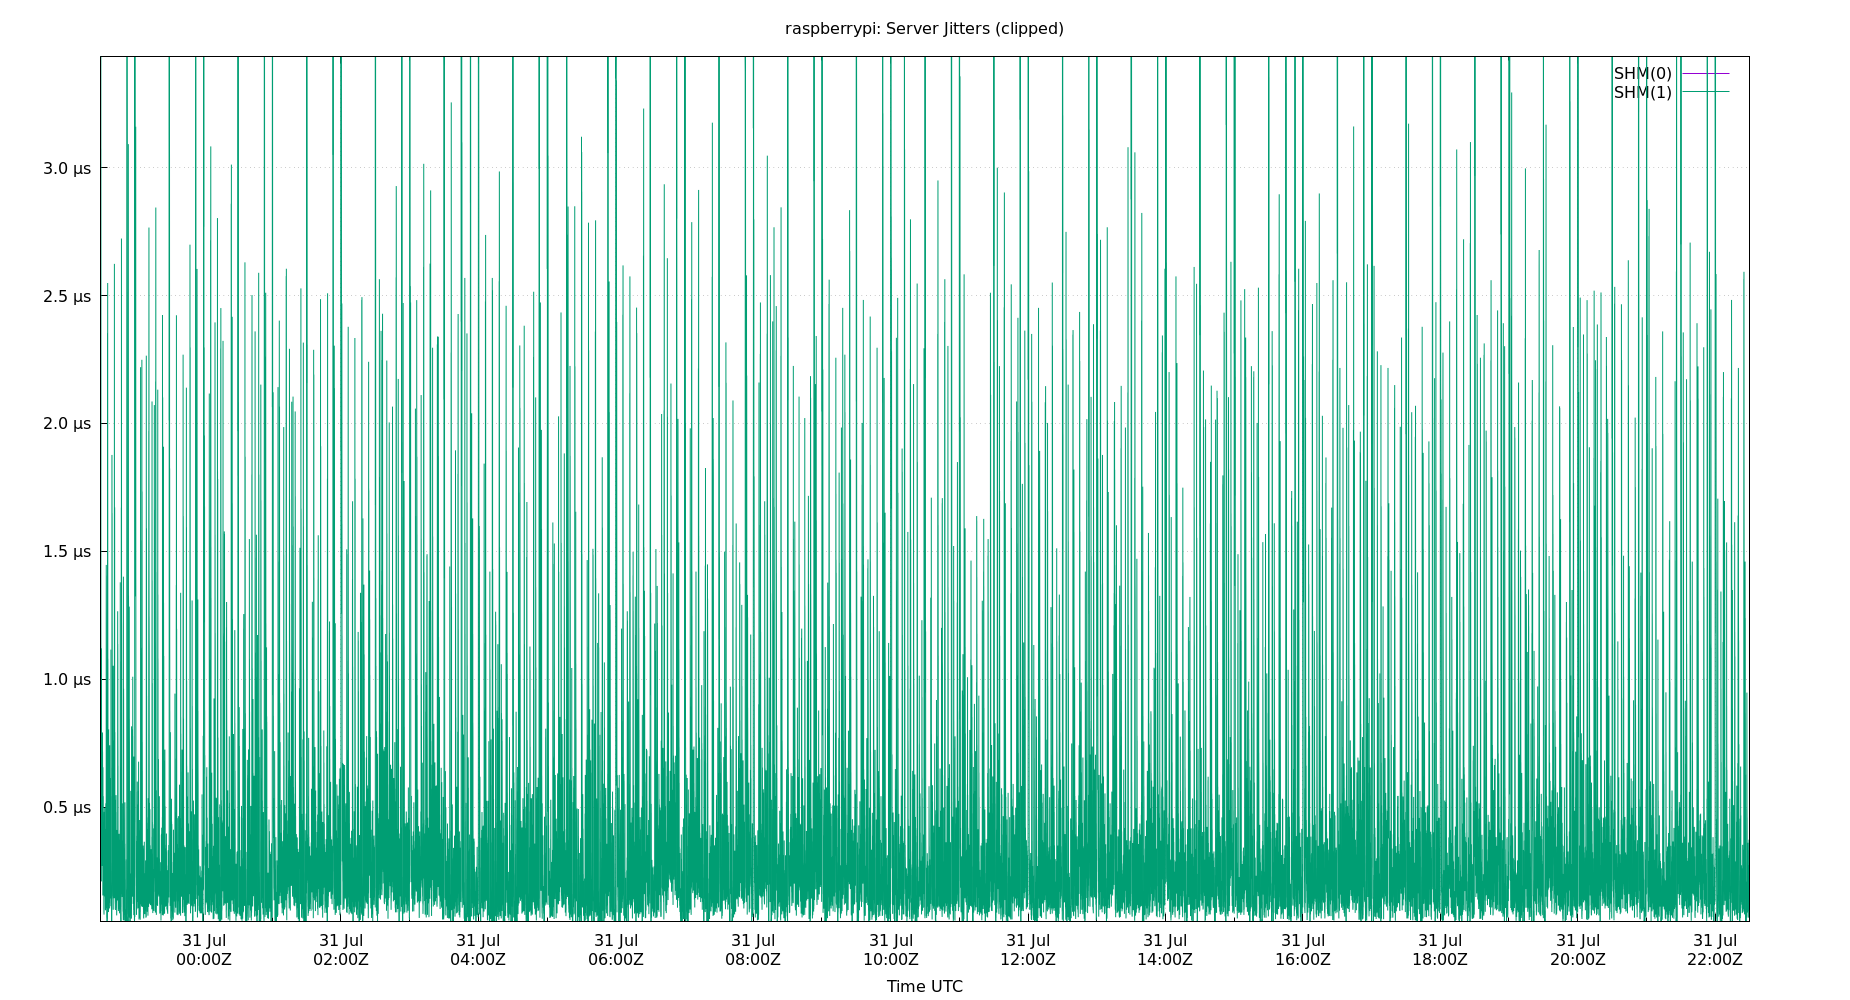 raspberrypi: Server Jitters (clipped)
SHM(0)
SHM(1)
3.0 µs
2.5 µs
2.0 µs
1.5 µs
1.0 µs
0.5 µs
31 Jul 31 Jul 31 Jul 31 Jul 31 Jul 31 Jul 31 Jul 31 Jul 31 Jul 31 Jul 31 Jul 31 Jul
00:00Z 02:00Z 04:00Z 06:00Z 08:00Z 10:00Z 12:00Z 14:00Z 16:00Z 18:00Z 20:00Z 22:00Z
Time UTC